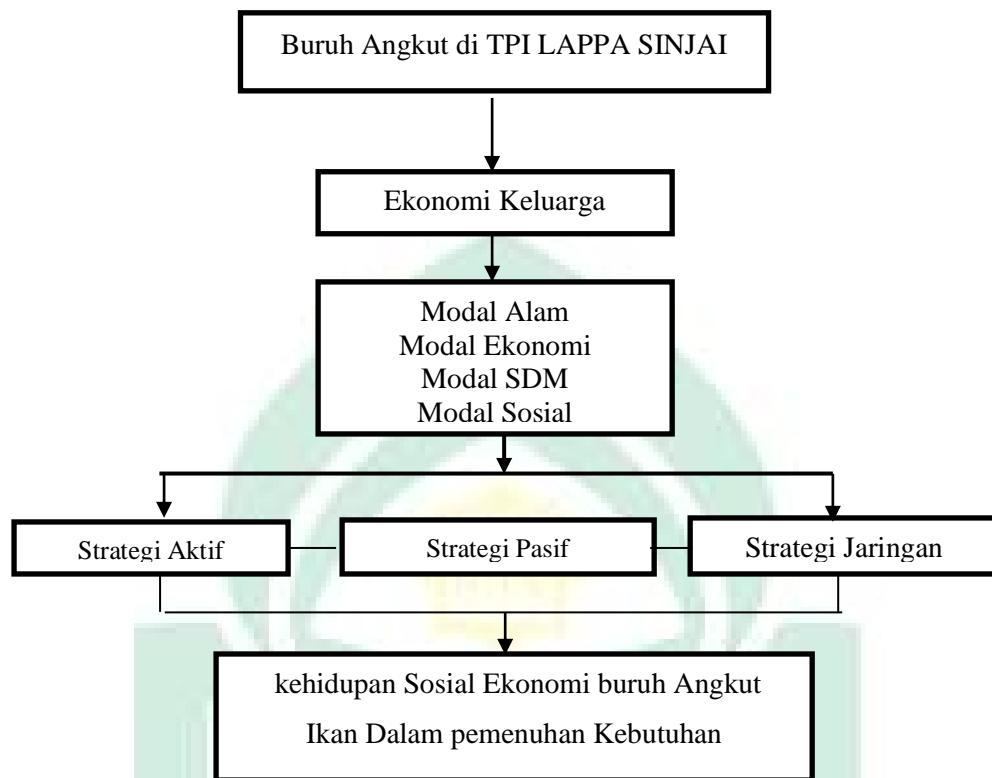 Buruh Angkut di TPI LAPPA SINJAI
Ekonomi Keluarga
Modal Alam
Modal Ekonomi
Modal SDM
Modal Sosial
Strategi Aktif
Strategi Pasif
Strategi Jaringan
kehidupan Sosial Ekonomi buruh Angkut
Ikan Dalam pemenuhan Kebutuhan